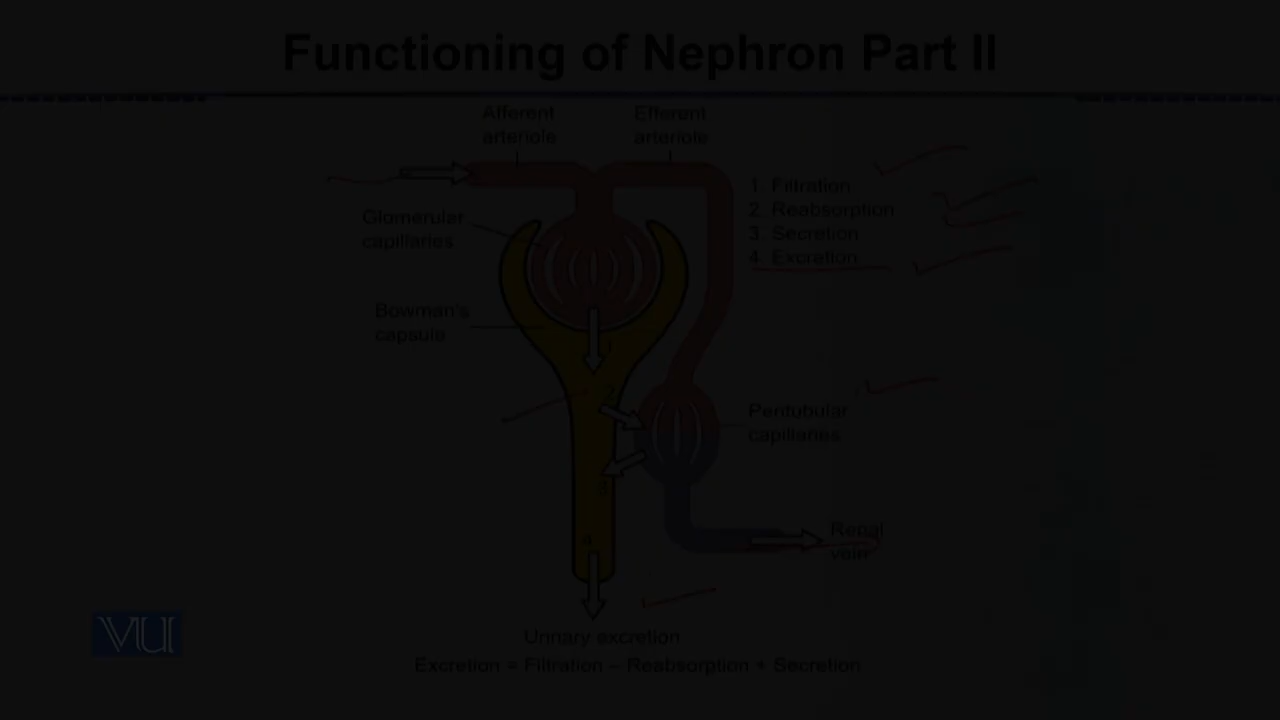 Functioning of Nephron Part II
Afferent
arteriole
Efferent
arteriole
1. Filtration
2. Reabsorption
3. Secretion
4. Excretion
Glomerular
capillaries
Bowman's
capsule
Peritubular
capillaries
Renal
vein
Urinary excretion
Excretion = Filtration – Reabsorption + Secretion
VU